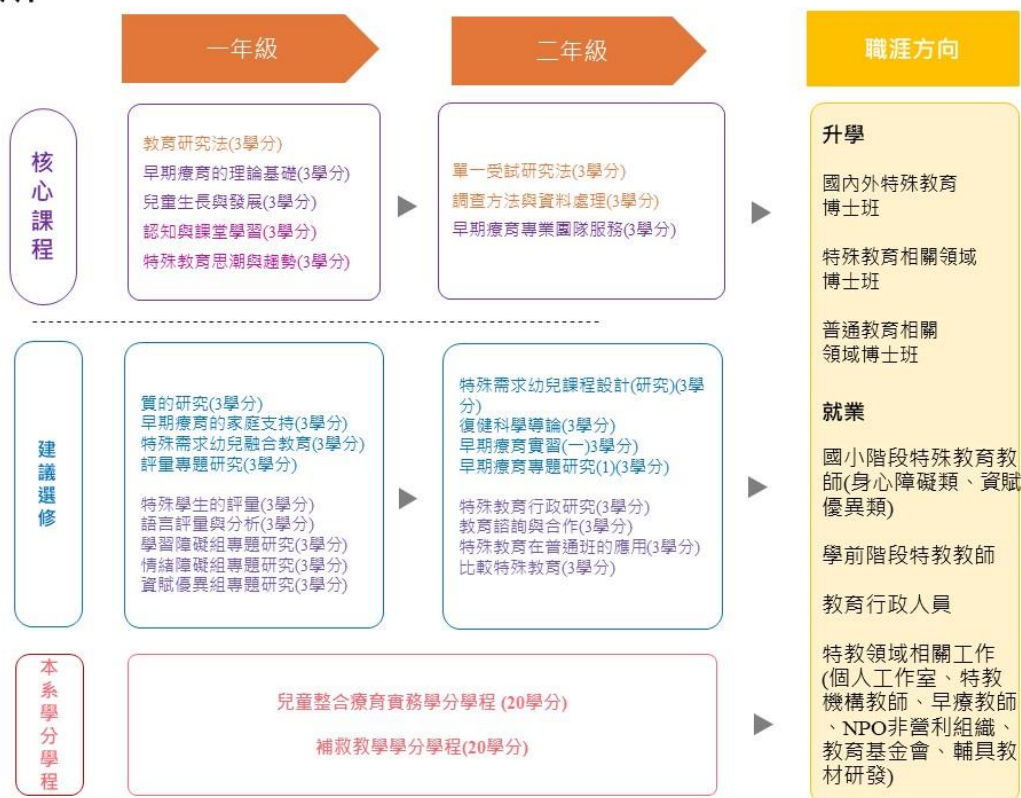 一年級
二年級
職涯方向
核心課程
教育研究法(3學分)
早期療育的理論基礎(3學分)
兒童生長與發展(3學分)
認知與課堂學習(3學分)
特殊教育思潮與趨勢(3學分)
單一受試研究法(3學分)
調查方法與資料處理(3學分)
早期療育專業團隊服務(3學分)
建議選修
質的研究(3學分)
早期療育的家庭支持(3學分)
特殊需求幼兒融合教育(3學分)
評量專題研究(3學分)
特殊學生的評量(3學分)
語言評量與分析(3學分)
學習障礙組專題研究(3學分)
情緒障礙組專題研究(3學分)
資賦優異組專題研究(3學分)
特殊需求幼兒課程設計(研究)(3學
分)
復健科學導論(3學分)
早期療育實習(一)3學分)
早期療育專題研究(1)(3學分)
特殊教育行政研究(3學分)
教育諮詢與合作(3學分)
特殊教育在普通班的應用(3學分)
比較特殊教育(3學分)
本系學分學程
兒童整合療育實務學分學程 (20學分)
補救教學學分學程(20學分)
升學
國內外特殊教育
博士班
特殊教育相關領域
博士班
普通教育相關
領域博士班
就業
國小階段特殊教育教
師(身心障礙類、資賦
優異類)
學前階段特教教師
教育行政人員
特教領域相關工作
(個人工作室、特教
機構教師、早療教師
、NPO非營利組織、
教育基金會、輔具教
材研發)